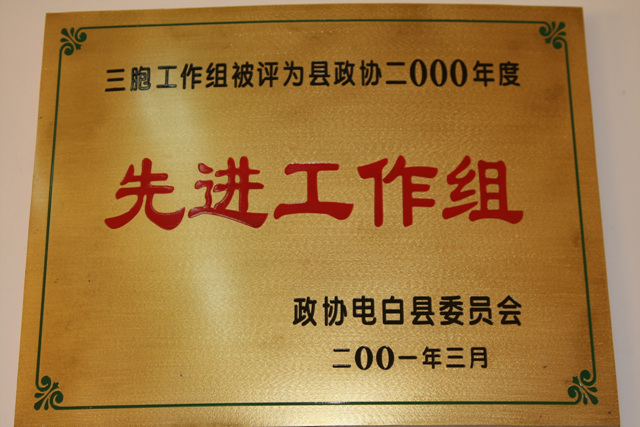 三胞工作组被评为县政协二000年度
先进工作组
政协电白县委员会
二00一年三月